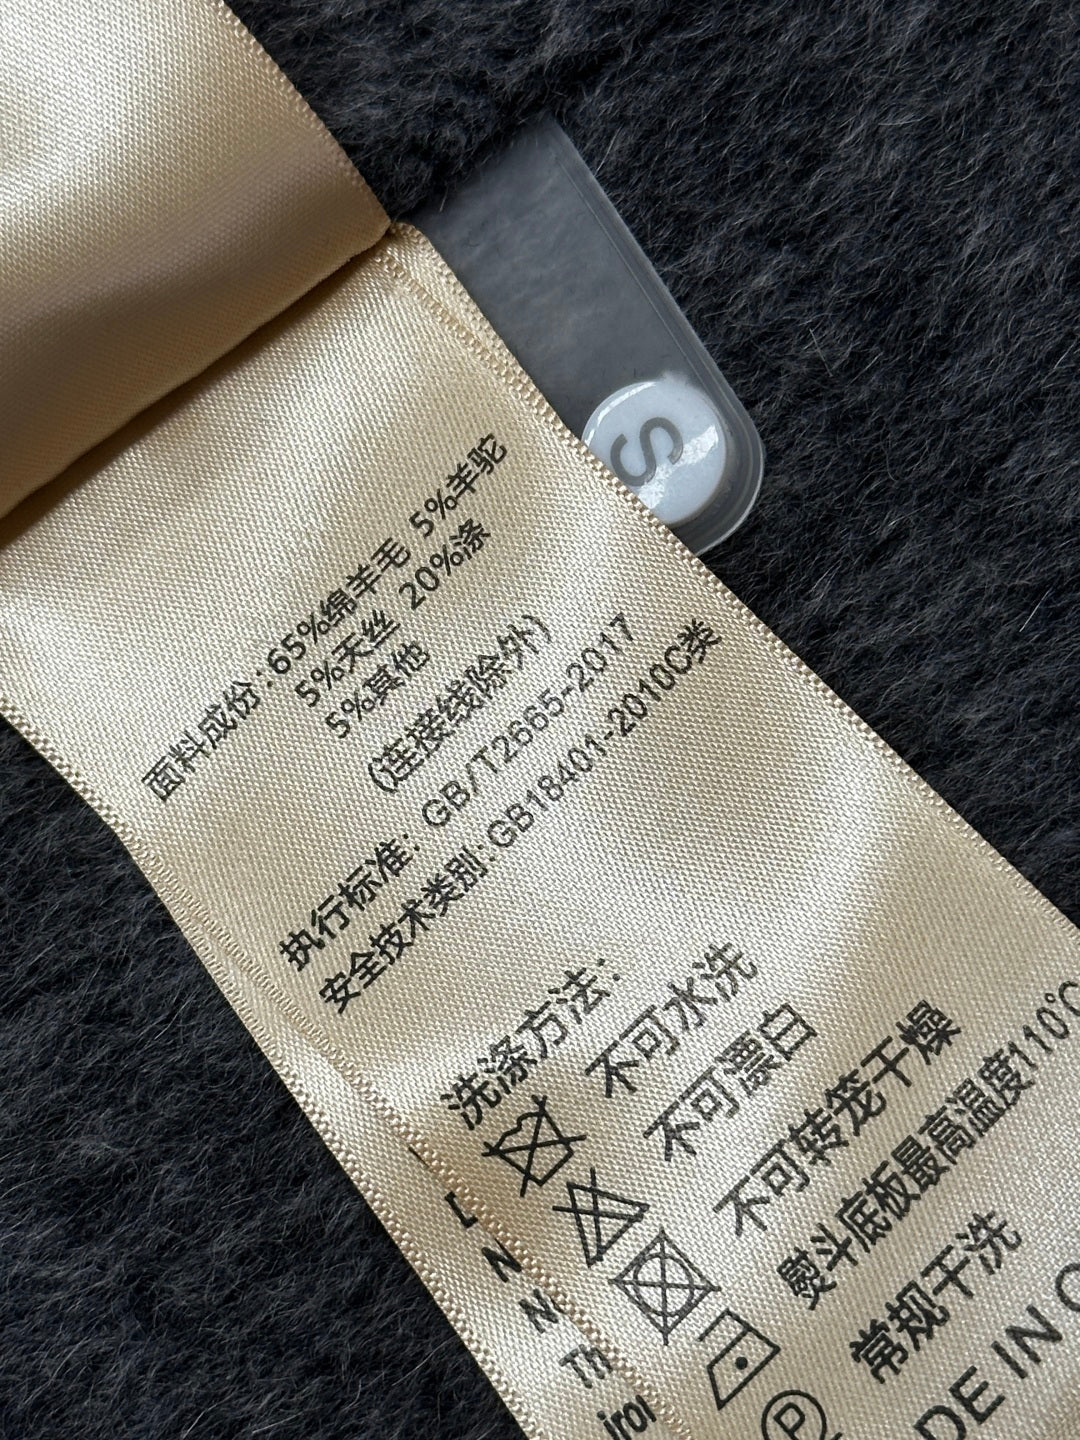 S
面料成份:65%绵羊毛 5%羊驼
5%天丝 20%涤
5%其他
(连接线除外)
执行标准: GB/T2665-2017
安全技术类别:GB18401-2010C类
洗涤方法:
不可水洗
不可漂白
不可转笼干燥
熨斗底板最高温度110℃
常规干洗
P
DE IN C
N
N
Th
iron